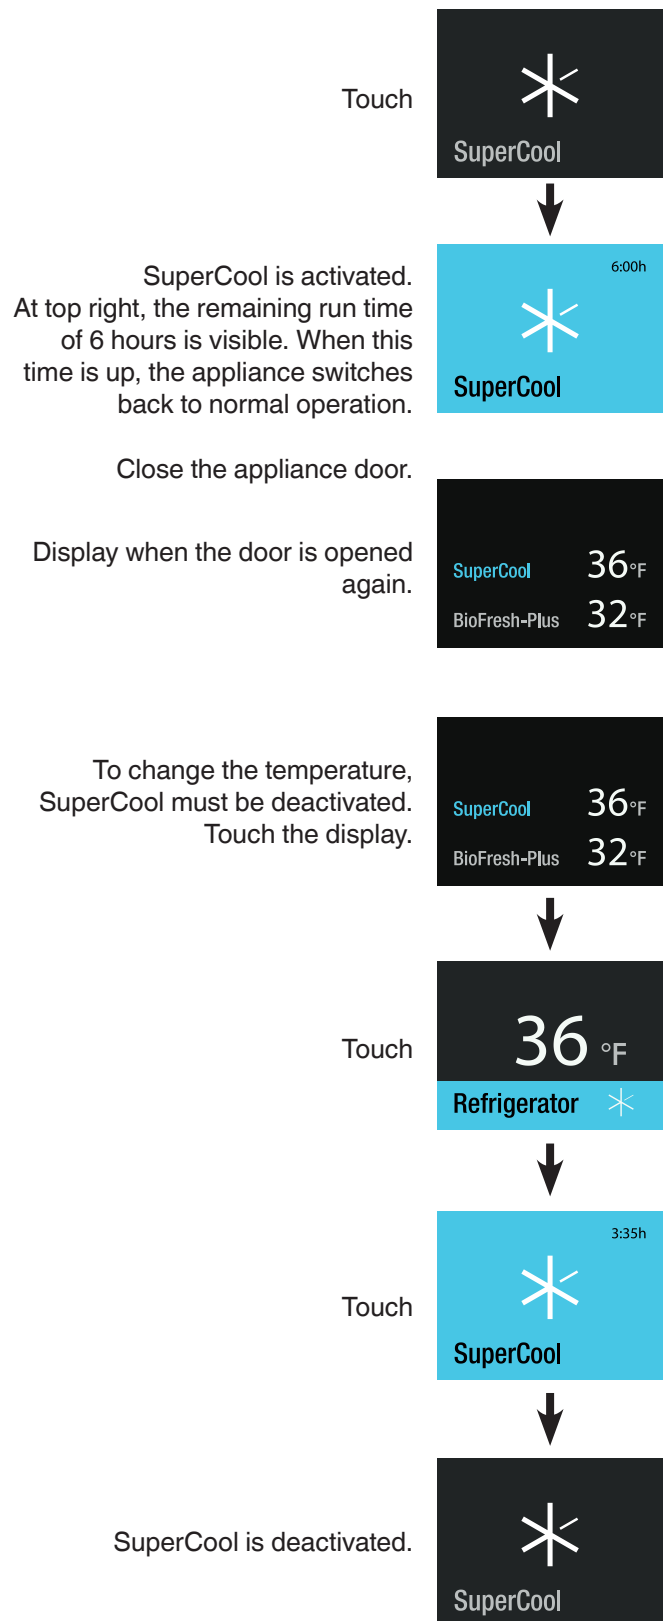 Touch
SuperCool
SuperCool is activated.
At top right, the remaining run time
of 6 hours is visible. When this
time is up, the appliance switches
back to normal operation.
6:00h
SuperCool
Close the appliance door.
Display when the door is opened
again.
SuperCool 36°F
BioFresh-Plus 32°F
To change the temperature,
SuperCool must be deactivated.
Touch the display.
SuperCool 36°F
BioFresh-Plus 32°F
Touch
36 °F
Refrigerator
Touch
3:35h
SuperCool
SuperCool is deactivated.
SuperCool